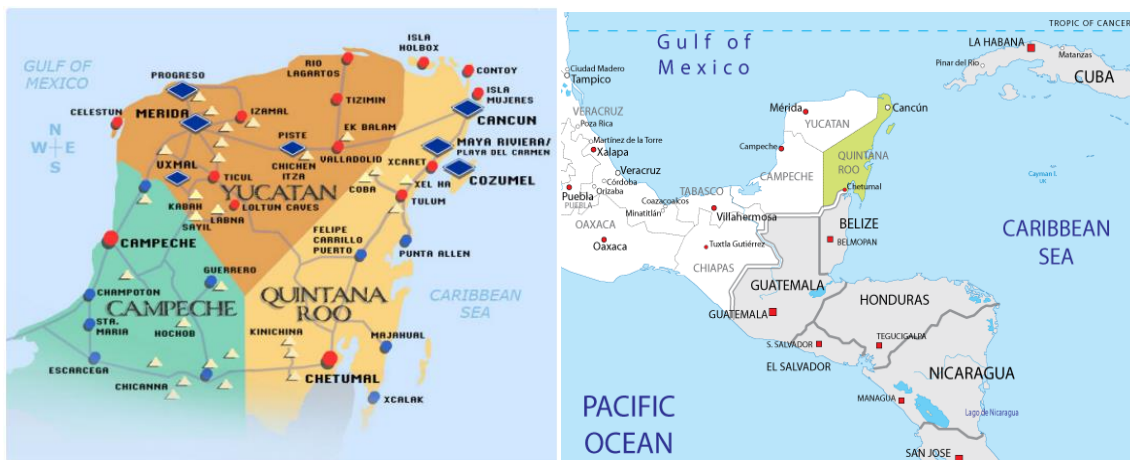 ISLA
HOLBOX
GULF OF
MEXICO
RIO
LAGARTOS
CONTOY
PROGRESO
ISLA
MUJERES
CELESTUN
TIZIMIN
MERIDA
IZAMAL
CANCUN
EK BALAM
PISTE
MAYA RIVIERA/
PLAYA DEL CARMEN
N
W E
S
VALLADOLID
XCARET
UXMAL
CHICHEN
ITZA
COZUMEL
TICUL
YUCATAN
COBA
XEL HA
KABAH
LABNA
LOLTUN CAVES
TULUM
SAYIL
CAMPECHE
FELIPE
CARRILLO
PUERTO
PUNTA ALLEN
GUERRERO
CHAMPOTON
CAMPECHE
QUINTANA
ROO
CARIBBEAN
SEA
STA.
MARIA
HOCHOB
KINICHINA
MAJAHUAL
ESCARCEGA
CHICANNA
CHETUMAL
XCALAK
TROPIC OF CANCER
Gulf of
Mexico
LA HABANA
Matanzas
Pinar del Río
CUBA
Ciudad Madero
Tampico
VERACRUZ
Poza Rica
Mérida
Cancún
YUCATAN
Martínez de la Torre
Xalapa
Campeche
QUINTANA
ROO
Veracruz
CAMPECHE
Cayman I.
UK
Puebla
PUEBLA
Córdoba
Orizaba
TABASCO
Chetumal
Coazacoalcos
Minatitlán
Villahermosa
OAXACA
Oaxaca
BELIZE
BELMOPAN
CARIBBEAN
SEA
Tuxtla Gutiérrez
CHIAPAS
GUATEMALA
HONDURAS
GUATEMALA
TEGUCIGALPA
S. SALVADOR
EL SALVADOR
NICARAGUA
MANAGUA
Lago de Nicaragua
PACIFIC
OCEAN
SAN JOSE